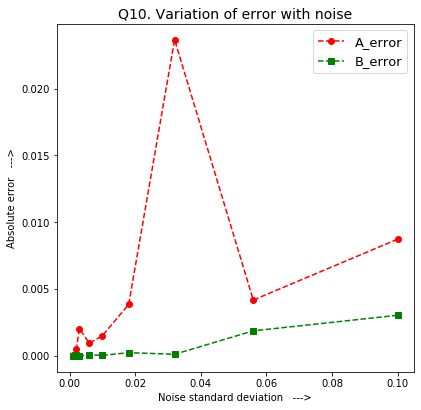 Q10. Variation of error with noise
A_error
B_error
Absolute error --->
0.020
0.015
0.010
0.005
0.000
0.00 0.02 0.04 0.06 0.08 0.10
Noise standard deviation --->